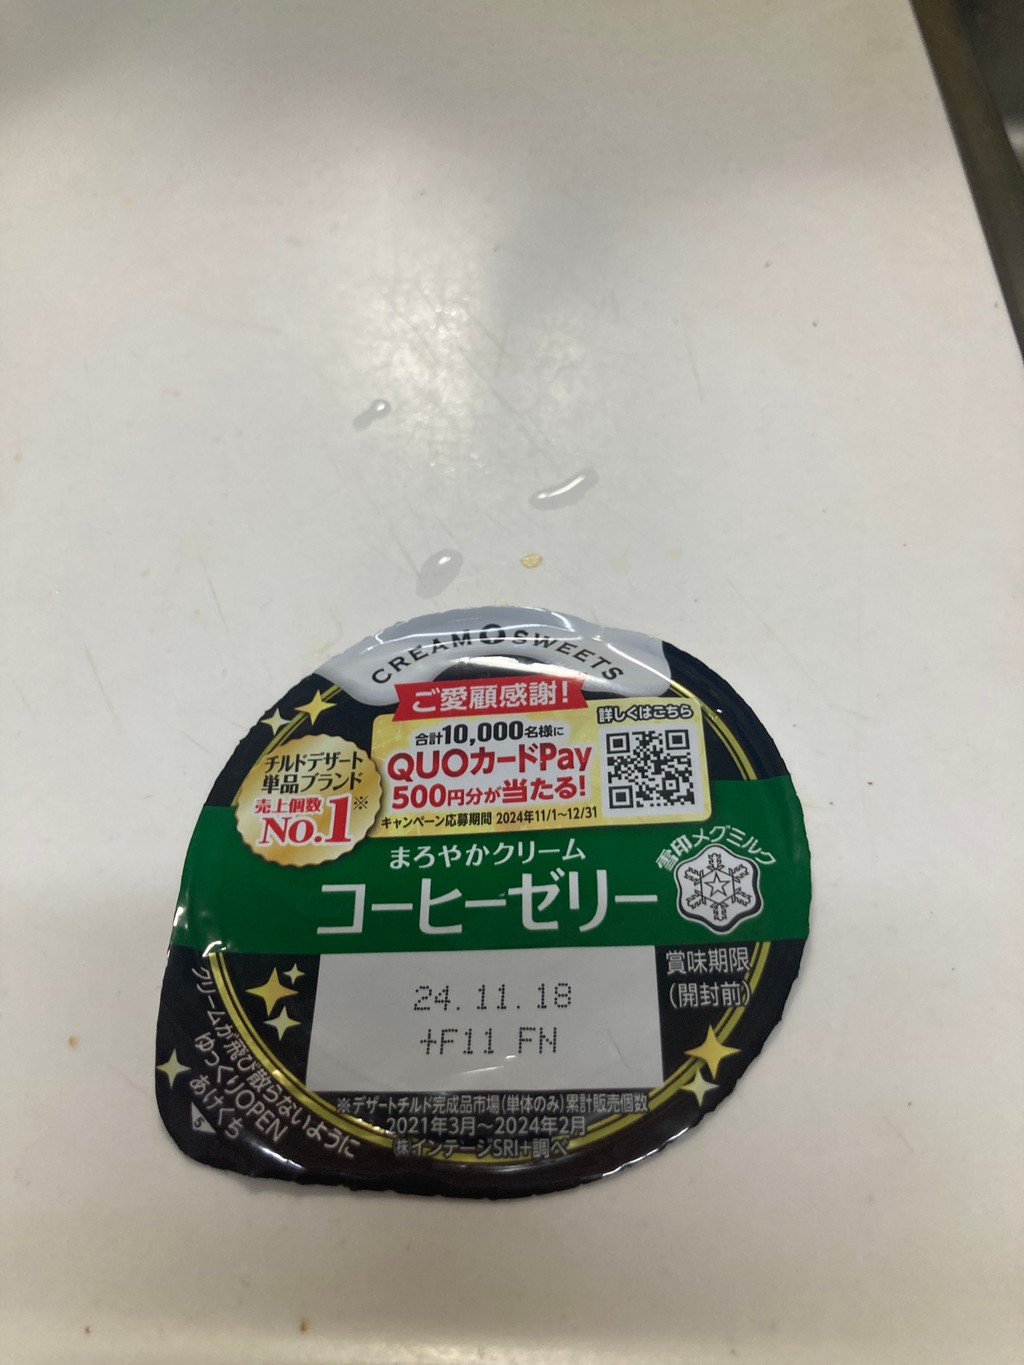 CREAM SWEETS
ご愛顧感謝!
詳しくはこちら
合計10,000名様に
QUOカードPay
500円分が当たる!
キャンペーン応募期間 2024年11/1~12/31
チルドデザート
単品ブランド
売上個数※
No.1
まろやかクリーム
コーヒーゼリー
雪印メグミルク
賞味期限
(開封前)
24.11.18
+F11 FN
※デザートチルド完成品市場(単体のみ)累計販売個数
2021年3月~2024年2月
㈱インテージSRI+調べ
クリームが飛び散らないように
ゆっくりOPEN
あけくち
5